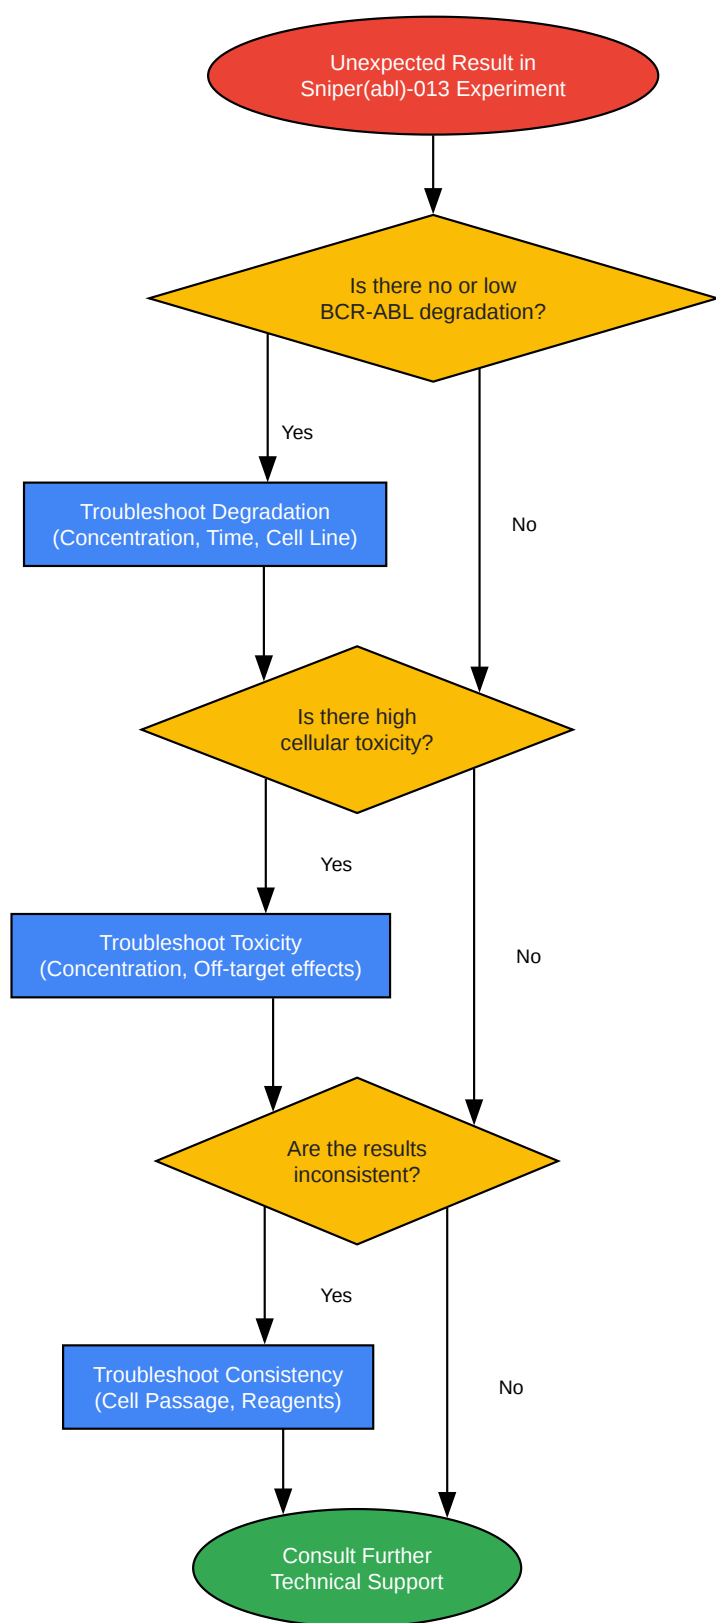 Unexpected Result in
Sniper(abl)-013 Experiment
Is there no or low
BCR-ABL degradation?
Yes
Troubleshoot Degradation
(Concentration, Time, Cell Line)
No
Is there high
cellular toxicity?
Yes
Troubleshoot Toxicity
(Concentration, Off-target effects)
No
Are the results
inconsistent?
Yes
Troubleshoot Consistency
(Cell Passage, Reagents)
No
Consult Further
Technical Support